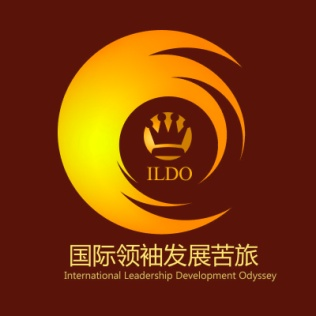 ILDO
国际领袖发展苦旅
International Leadership Development Odyssey